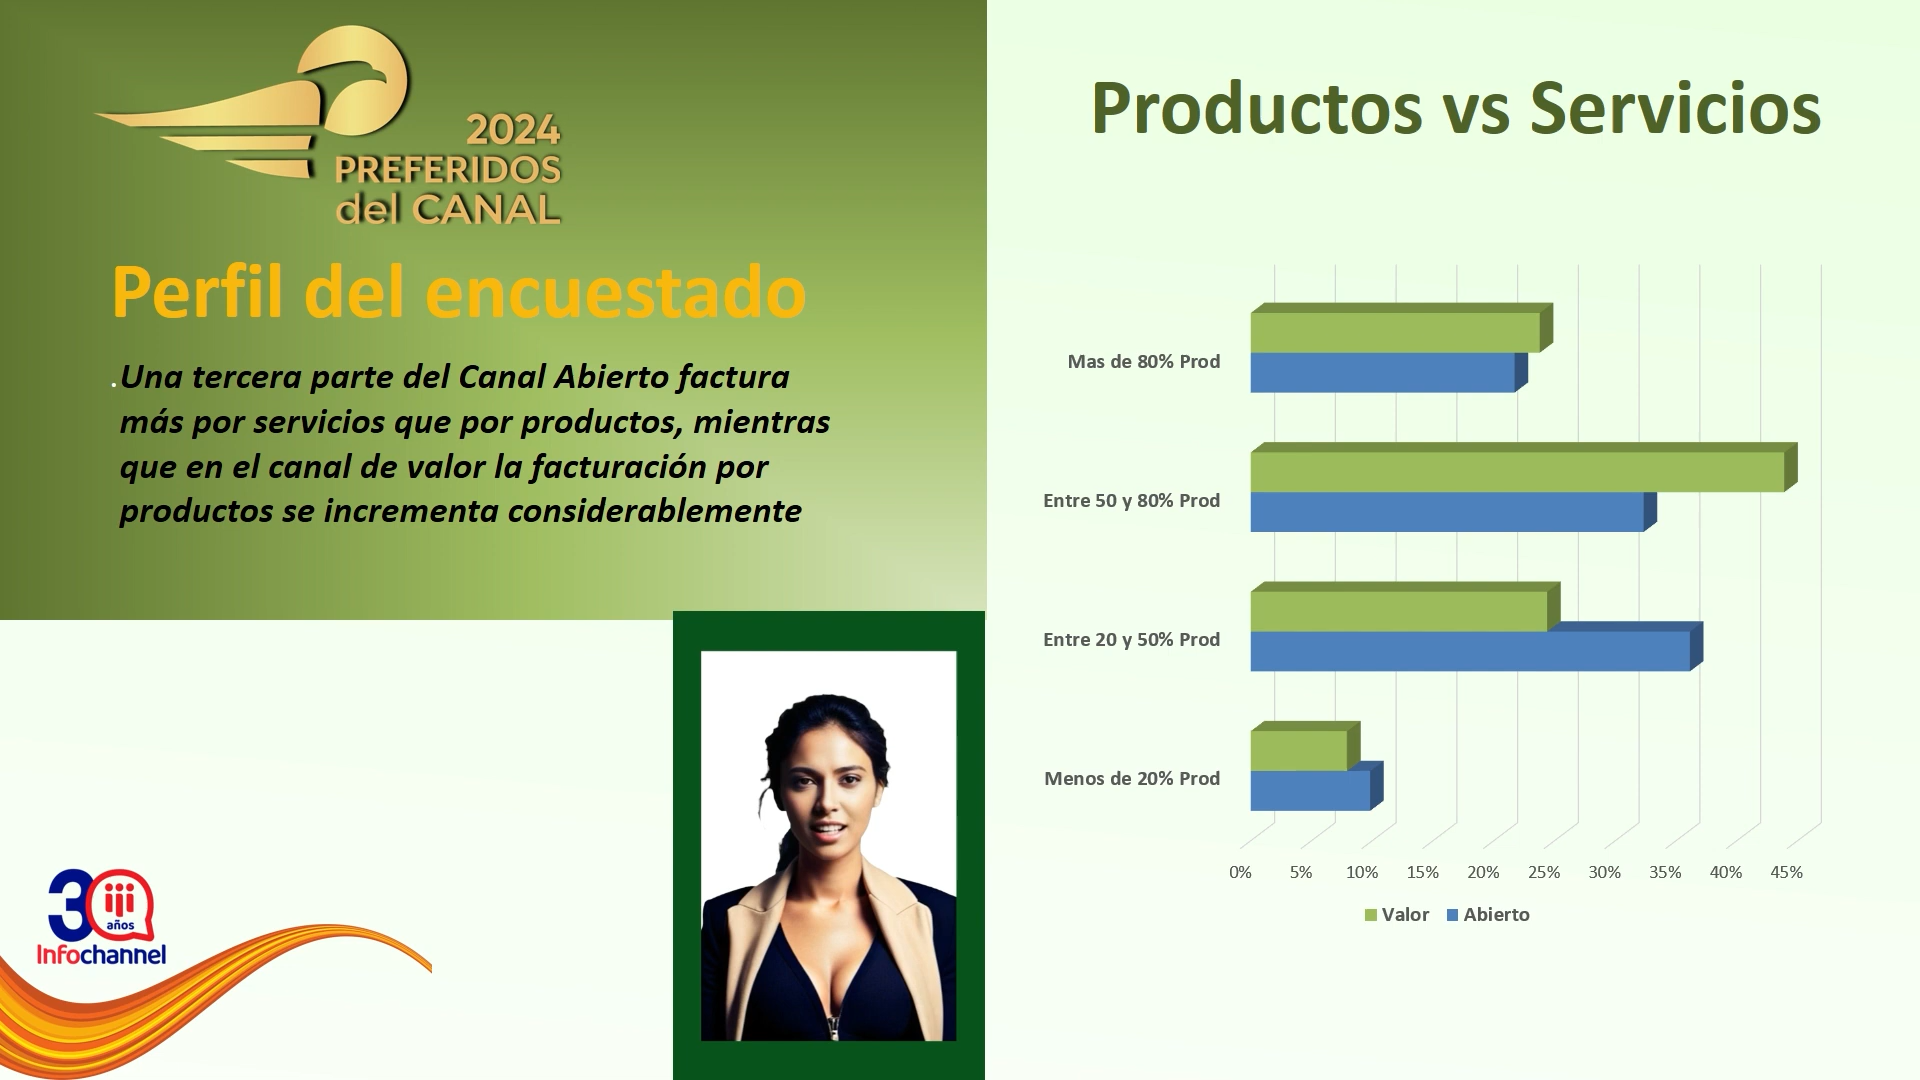 2024
PREFERIDOS
del CANAL
Perfil del encuestado
.Una tercera parte del Canal Abierto factura
más por servicios que por productos, mientras
que en el canal de valor la facturación por
productos se incrementa considerablemente
30
años
Infochannel
Productos vs Servicios
Mas de 80% Prod
Entre 50 y 80% Prod
Entre 20 y 50% Prod
Menos de 20% Prod
0% 5% 10% 15% 20% 25% 30% 35% 40% 45%
Valor Abierto